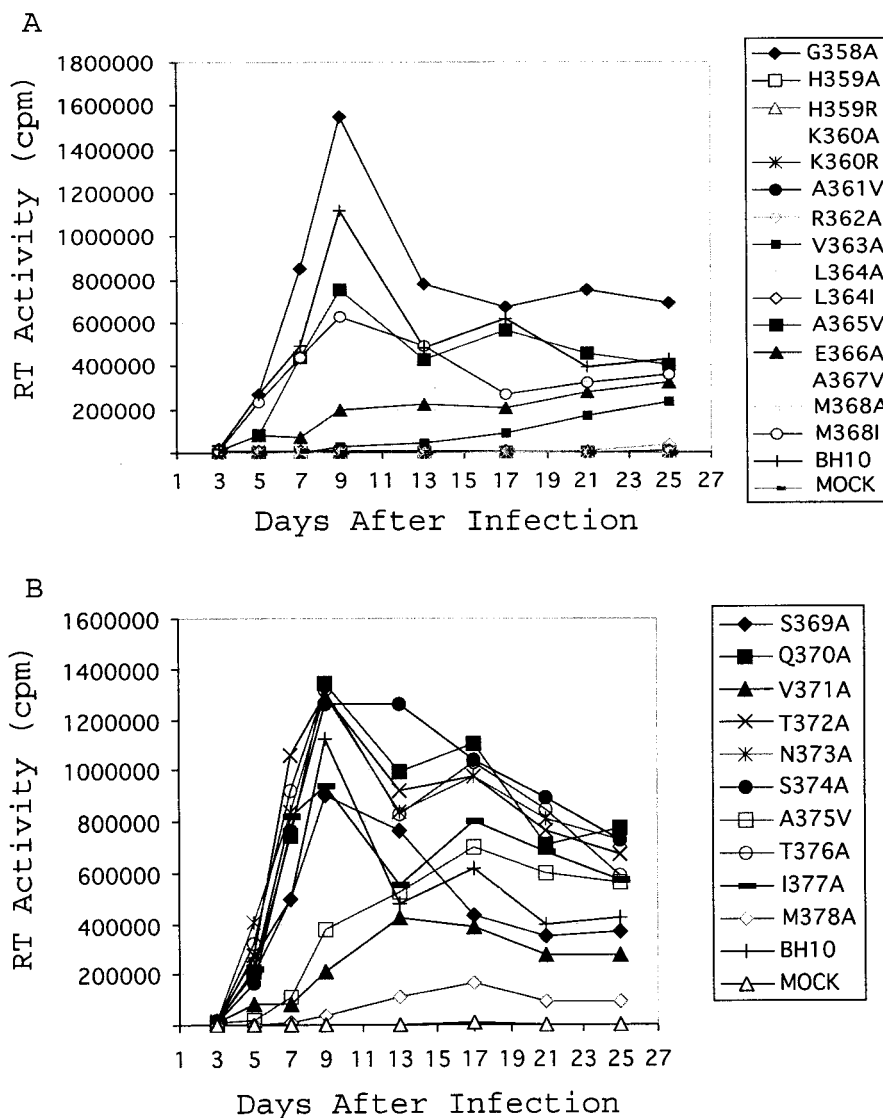 A
RT Activity (cpm)
1800000
1600000
1400000
1200000
1000000
800000
600000
400000
200000
1 3 5 7 9 11 13 15 17 19 21 23 25 27
Days After Infection
G358A
H359A
H359R
K360A
K360R
A361V
R362A
V363A
L364A
L364I
A365V
E366A
A367V
M368A
M368I
BH10
MOCK
B
RT Activity (cpm)
1600000
1400000
1200000
1000000
800000
600000
400000
200000
1 3 5 7 9 11 13 15 17 19 21 23 25 27
Days After Infection
S369A
Q370A
V371A
T372A
N373A
S374A
A375V
T376A
I377A
M378A
BH10
MOCK